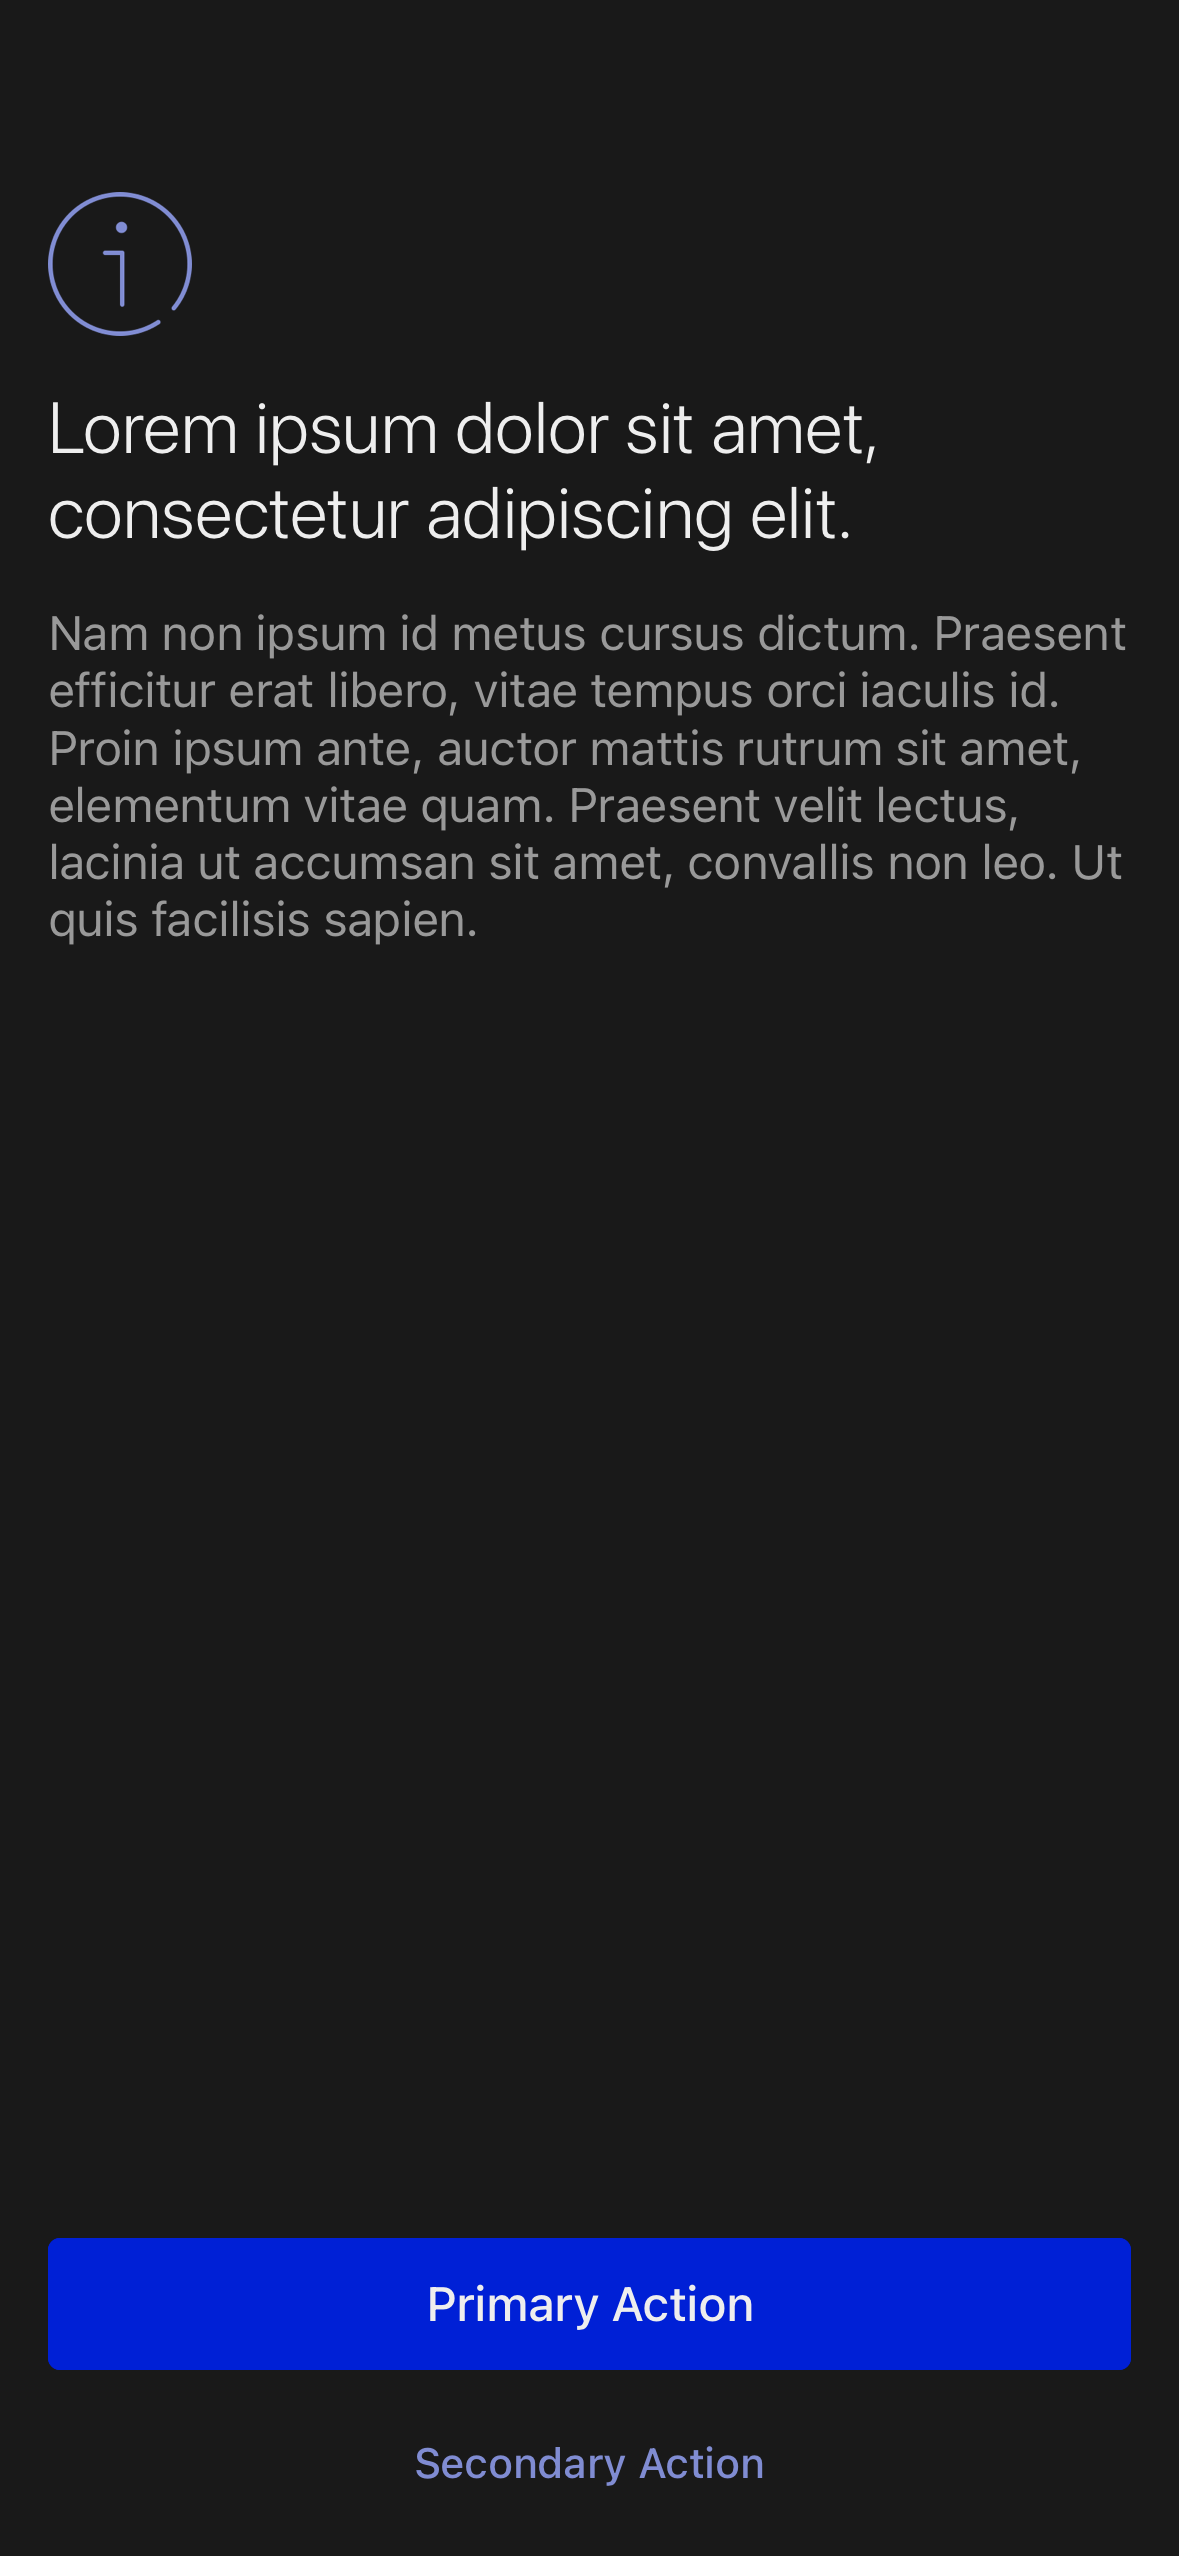 Lorem ipsum dolor sit amet,
consectetur adipiscing elit.
Nam non ipsum id metus cursus dictum. Praesent
efficitur erat libero, vitae tempus orci iaculis id.
Proin ipsum ante, auctor mattis rutrum sit amet,
elementum vitae quam. Praesent velit lectus,
lacinia ut accumsan sit amet, convallis non leo. Ut
quis facilisis sapien.
Primary Action
Secondary Action